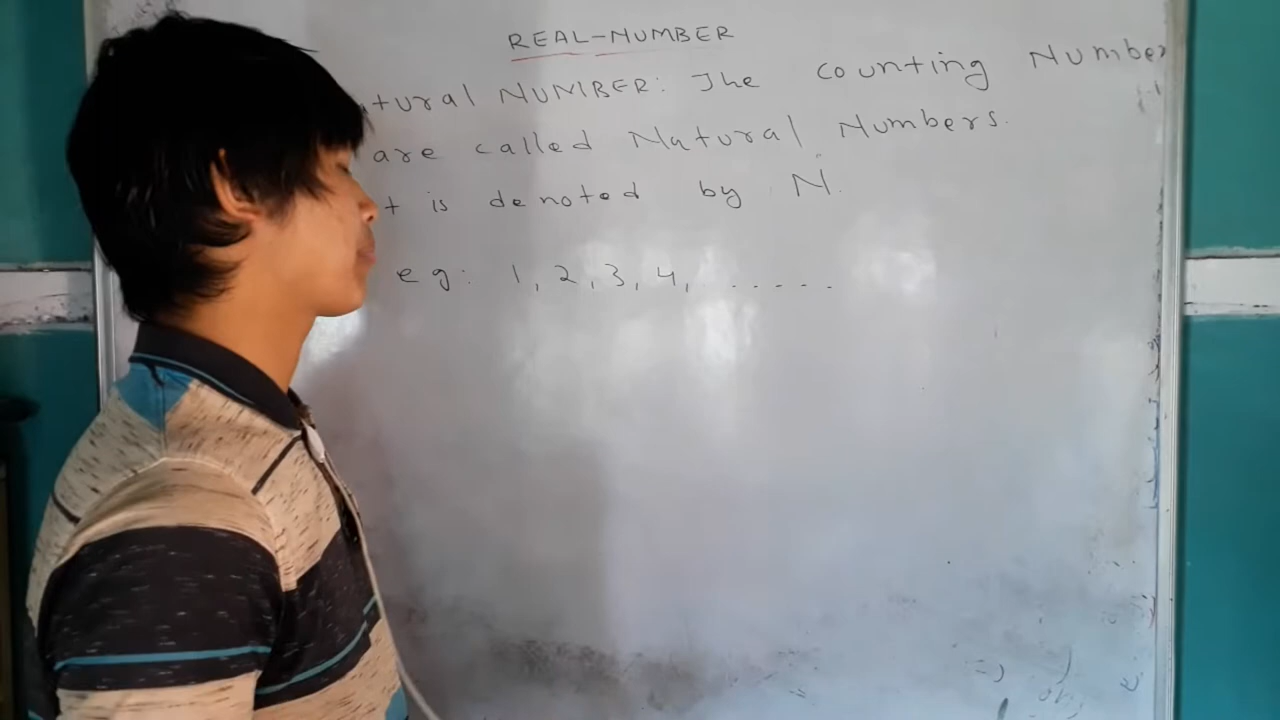 REAL-NUMBER
tural NUMBER: The counting Number
are called Natural Numbers.
t is denoted by N.
eg: 1, 2, 3, 4, .....